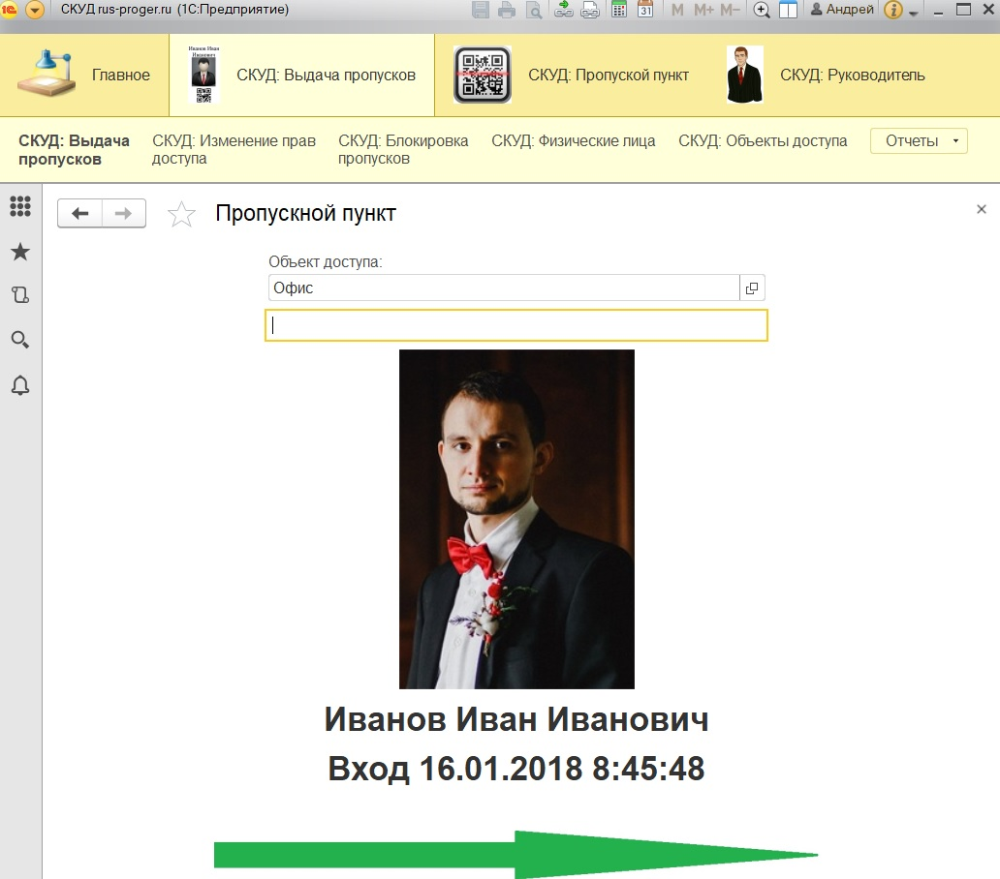 СКУД rus-proger.ru (1С:Предприятие)
31
M M+ M−
Андрей
Главное
Иванов Иван
Иванович
СКУД: Выдача пропусков
СКУД: Пропуской пункт
СКУД: Руководитель
СКУД: Выдача
пропусков
СКУД: Изменение прав
доступа
СКУД: Блокировка
пропусков
СКУД: Физические лица
СКУД: Объекты доступа
Отчеты
Пропускной пункт
Объект доступа:
Офис
Иванов Иван Иванович
Вход 16.01.2018 8:45:48